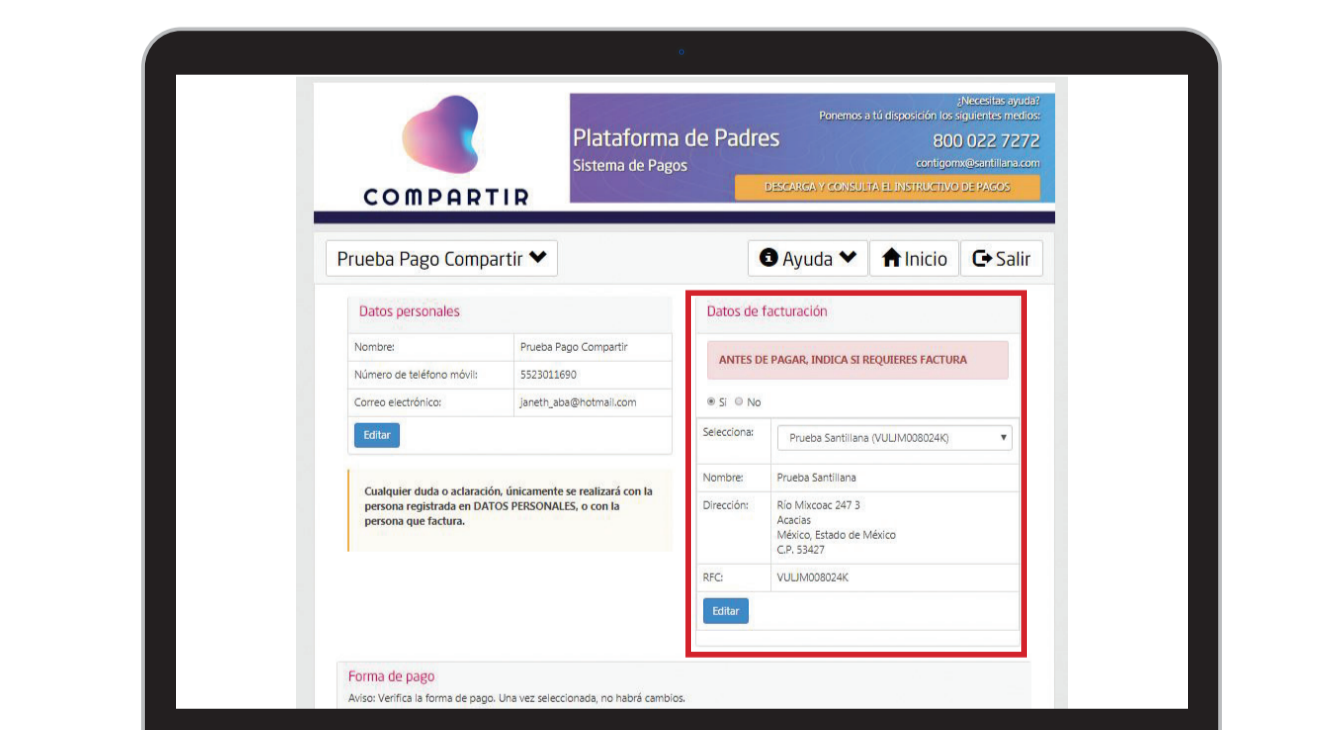 COMPARTIR
Plataforma de Padres
Sistema de Pagos
¿Necesitas ayuda?
Ponemos a tú disposición los siguientes medios:
800 022 7272
contigomx@santillana.com
DESCARGA Y CONSULTA EL INSTRUCTIVO DE PAGOS
Prueba Pago Compartir
Ayuda
Inicio
Salir
Datos personales
Nombre: Prueba Pago Compartir
Número de teléfono móvil: 5523011690
Correo electrónico: janeth_aba@hotmail.com
Editar
Cualquier duda o aclaración, únicamente se realizará con la
persona registrada en DATOS PERSONALES, o con la
persona que factura.
Datos de facturación
ANTES DE PAGAR, INDICA SI REQUIERES FACTURA
Si No
Selecciona: Prueba Santillana (VULJM008024K)
Nombre: Prueba Santillana
Dirección: Río Mixcoac 247 3
Acacias
México, Estado de México
C.P. 53427
RFC: VULJM008024K
Editar
Forma de pago
Aviso: Verifica la forma de pago. Una vez seleccionada, no habrá cambios.